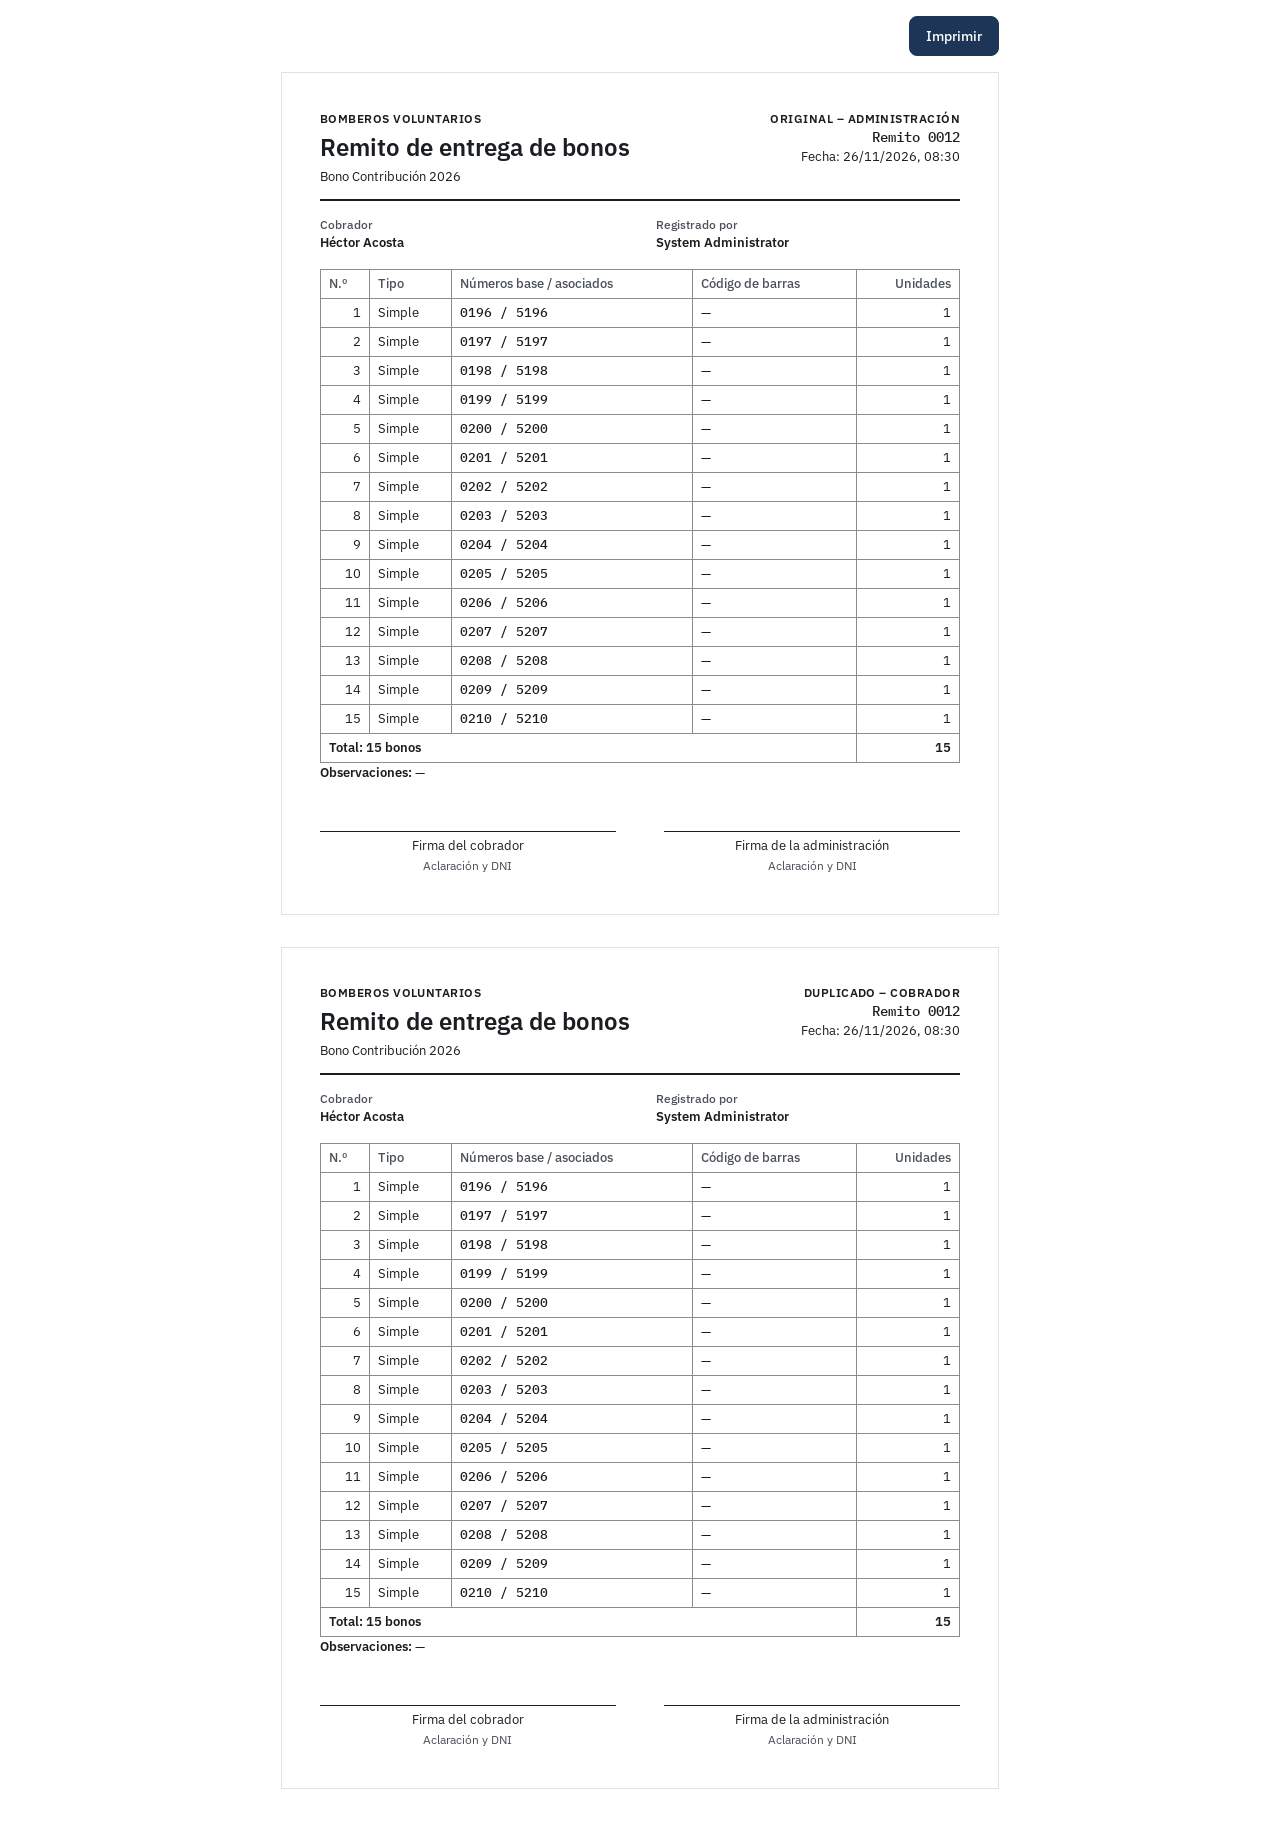 Imprimir
BOMBEROS VOLUNTARIOS
Remito de entrega de bonos
Bono Contribución 2026
ORIGINAL – ADMINISTRACIÓN
Remito 0012
Fecha: 26/11/2026, 08:30
Cobrador
Héctor Acosta
Registrado por
System Administrator
N.º Tipo Números base / asociados Código de barras Unidades
1 Simple 0196 / 5196 — 1
2 Simple 0197 / 5197 — 1
3 Simple 0198 / 5198 — 1
4 Simple 0199 / 5199 — 1
5 Simple 0200 / 5200 — 1
6 Simple 0201 / 5201 — 1
7 Simple 0202 / 5202 — 1
8 Simple 0203 / 5203 — 1
9 Simple 0204 / 5204 — 1
10 Simple 0205 / 5205 — 1
11 Simple 0206 / 5206 — 1
12 Simple 0207 / 5207 — 1
13 Simple 0208 / 5208 — 1
14 Simple 0209 / 5209 — 1
15 Simple 0210 / 5210 — 1
Total: 15 bonos 15
Observaciones: —
Firma del cobrador
Aclaración y DNI
Firma de la administración
Aclaración y DNI
BOMBEROS VOLUNTARIOS
Remito de entrega de bonos
Bono Contribución 2026
DUPLICADO – COBRADOR
Remito 0012
Fecha: 26/11/2026, 08:30
Cobrador
Héctor Acosta
Registrado por
System Administrator
N.º Tipo Números base / asociados Código de barras Unidades
1 Simple 0196 / 5196 — 1
2 Simple 0197 / 5197 — 1
3 Simple 0198 / 5198 — 1
4 Simple 0199 / 5199 — 1
5 Simple 0200 / 5200 — 1
6 Simple 0201 / 5201 — 1
7 Simple 0202 / 5202 — 1
8 Simple 0203 / 5203 — 1
9 Simple 0204 / 5204 — 1
10 Simple 0205 / 5205 — 1
11 Simple 0206 / 5206 — 1
12 Simple 0207 / 5207 — 1
13 Simple 0208 / 5208 — 1
14 Simple 0209 / 5209 — 1
15 Simple 0210 / 5210 — 1
Total: 15 bonos 15
Observaciones: —
Firma del cobrador
Aclaración y DNI
Firma de la administración
Aclaración y DNI